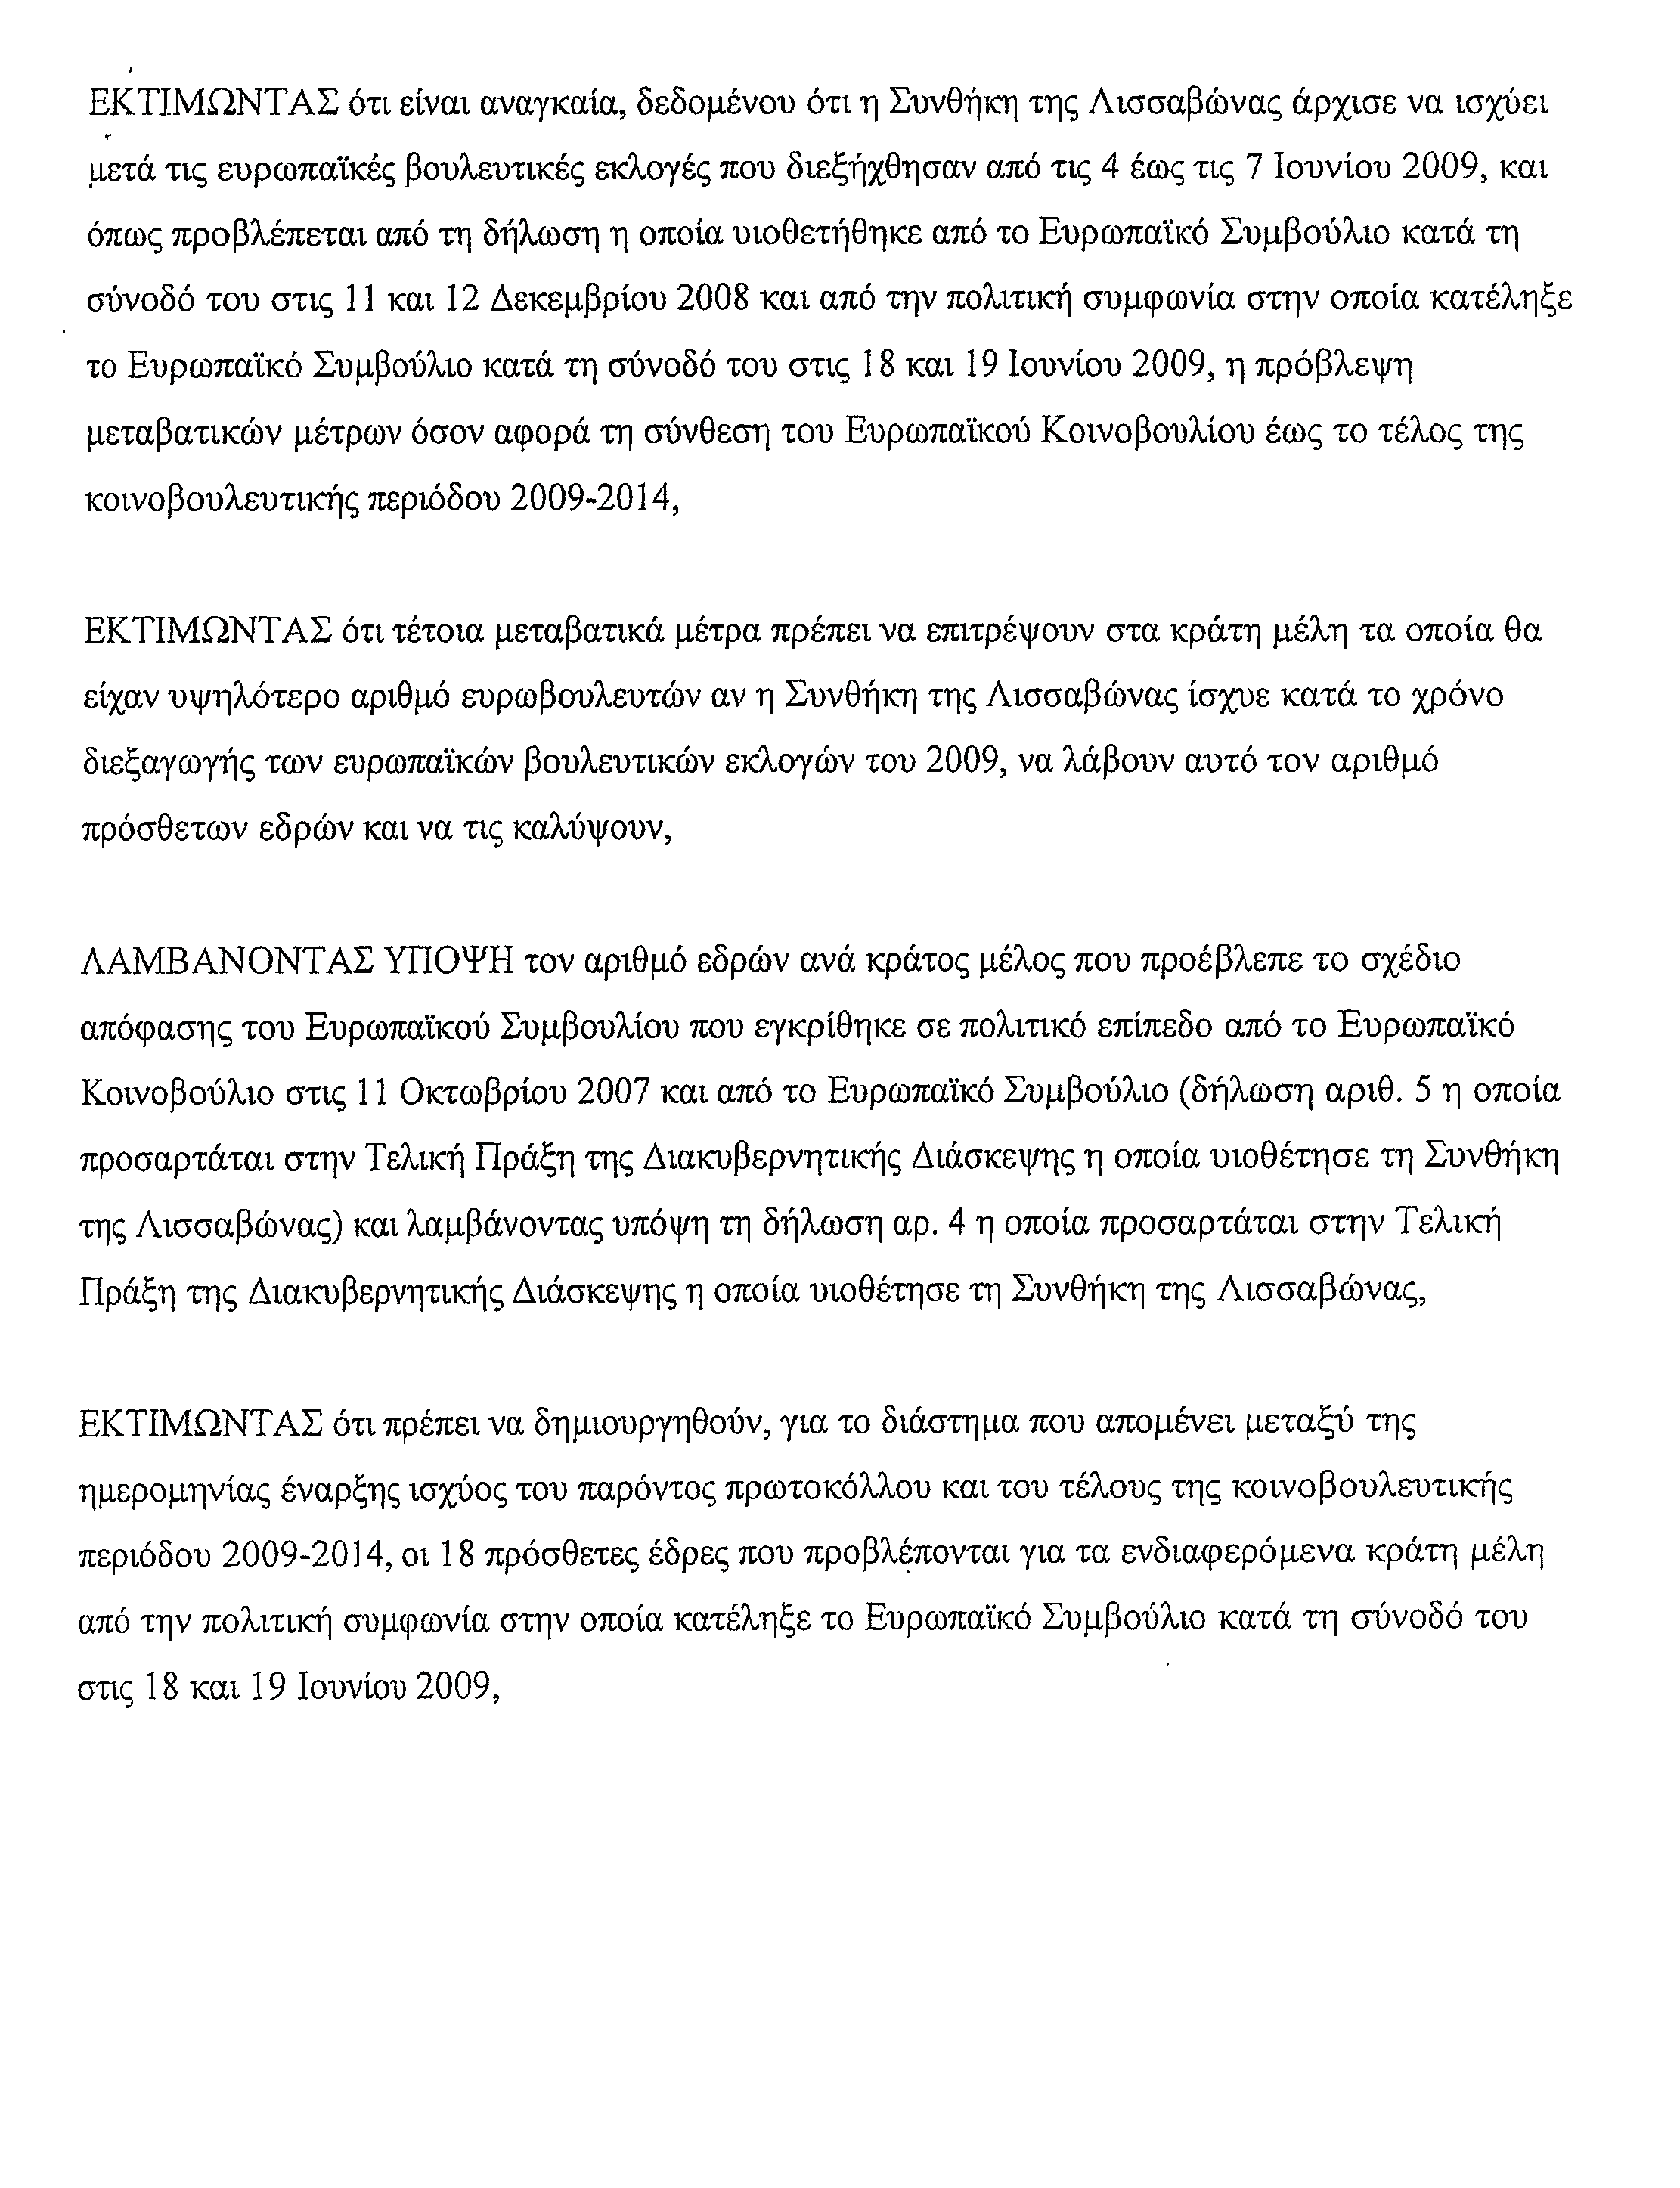 ΕΚΤΙΜΩΝΤΑΣ ότι είναι αναγκαία, δεδομένου ότι η Συνθήκη της Λισσαβώνας άρχισε να ισχύει
μετά τις ευρωπαϊκές βουλευτικές εκλογές που διεξήχθησαν από τις 4 έως τις 7 Ιουνίου 2009, και
όπως προβλέπεται από τη δήλωση η οποία υιοθετήθηκε από το Ευρωπαϊκό Συμβούλιο κατά τη
σύνοδό του στις 11 και 12 Δεκεμβρίου 2008 και από την πολιτική συμφωνία στην οποία κατέληξε
το Ευρωπαϊκό Συμβούλιο κατά τη σύνοδό του στις 18 και 19 Ιουνίου 2009, η πρόβλεψη
μεταβατικών μέτρων όσον αφορά τη σύνθεση του Ευρωπαϊκού Κοινοβουλίου έως το τέλος της
κοινοβουλευτικής περιόδου 2009-2014,
ΕΚΤΙΜΩΝΤΑΣ ότι τέτοια μεταβατικά μέτρα πρέπει να επιτρέψουν στα κράτη μέλη τα οποία θα
είχαν υψηλότερο αριθμό ευρωβουλευτών αν η Συνθήκη της Λισσαβώνας ίσχυε κατά το χρόνο
διεξαγωγής των ευρωπαϊκών βουλευτικών εκλογών του 2009, να λάβουν αυτό τον αριθμό
πρόσθετων εδρών και να τις καλύψουν,
ΛΑΜΒΑΝΟΝΤΑΣ ΥΠΟΨΗ τον αριθμό εδρών ανά κράτος μέλος που προέβλεπε το σχέδιο
απόφασης του Ευρωπαϊκού Συμβουλίου που εγκρίθηκε σε πολιτικό επίπεδο από το Ευρωπαϊκό
Κοινοβούλιο στις 11 Οκτωβρίου 2007 και από το Ευρωπαϊκό Συμβούλιο (δήλωση αριθ. 5 η οποία
προσαρτάται στην Τελική Πράξη της Διακυβερνητικής Διάσκεψης η οποία υιοθέτησε τη Συνθήκη
της Λισσαβώνας) και λαμβάνοντας υπόψη τη δήλωση αρ. 4 η οποία προσαρτάται στην Τελική
Πράξη της Διακυβερνητικής Διάσκεψης η οποία υιοθέτησε τη Συνθήκη της Λισσαβώνας,
ΕΚΤΙΜΩΝΤΑΣ ότι πρέπει να δημιουργηθούν, για το διάστημα που απομένει μεταξύ της
ημερομηνίας έναρξης ισχύος του παρόντος πρωτοκόλλου και του τέλους της κοινοβουλευτικής
περιόδου 2009-2014, οι 18 πρόσθετες έδρες που προβλέπονται για τα ενδιαφερόμενα κράτη μέλη
από την πολιτική συμφωνία στην οποία κατέληξε το Ευρωπαϊκό Συμβούλιο κατά τη σύνοδό του
στις 18 και 19 Ιουνίου 2009,